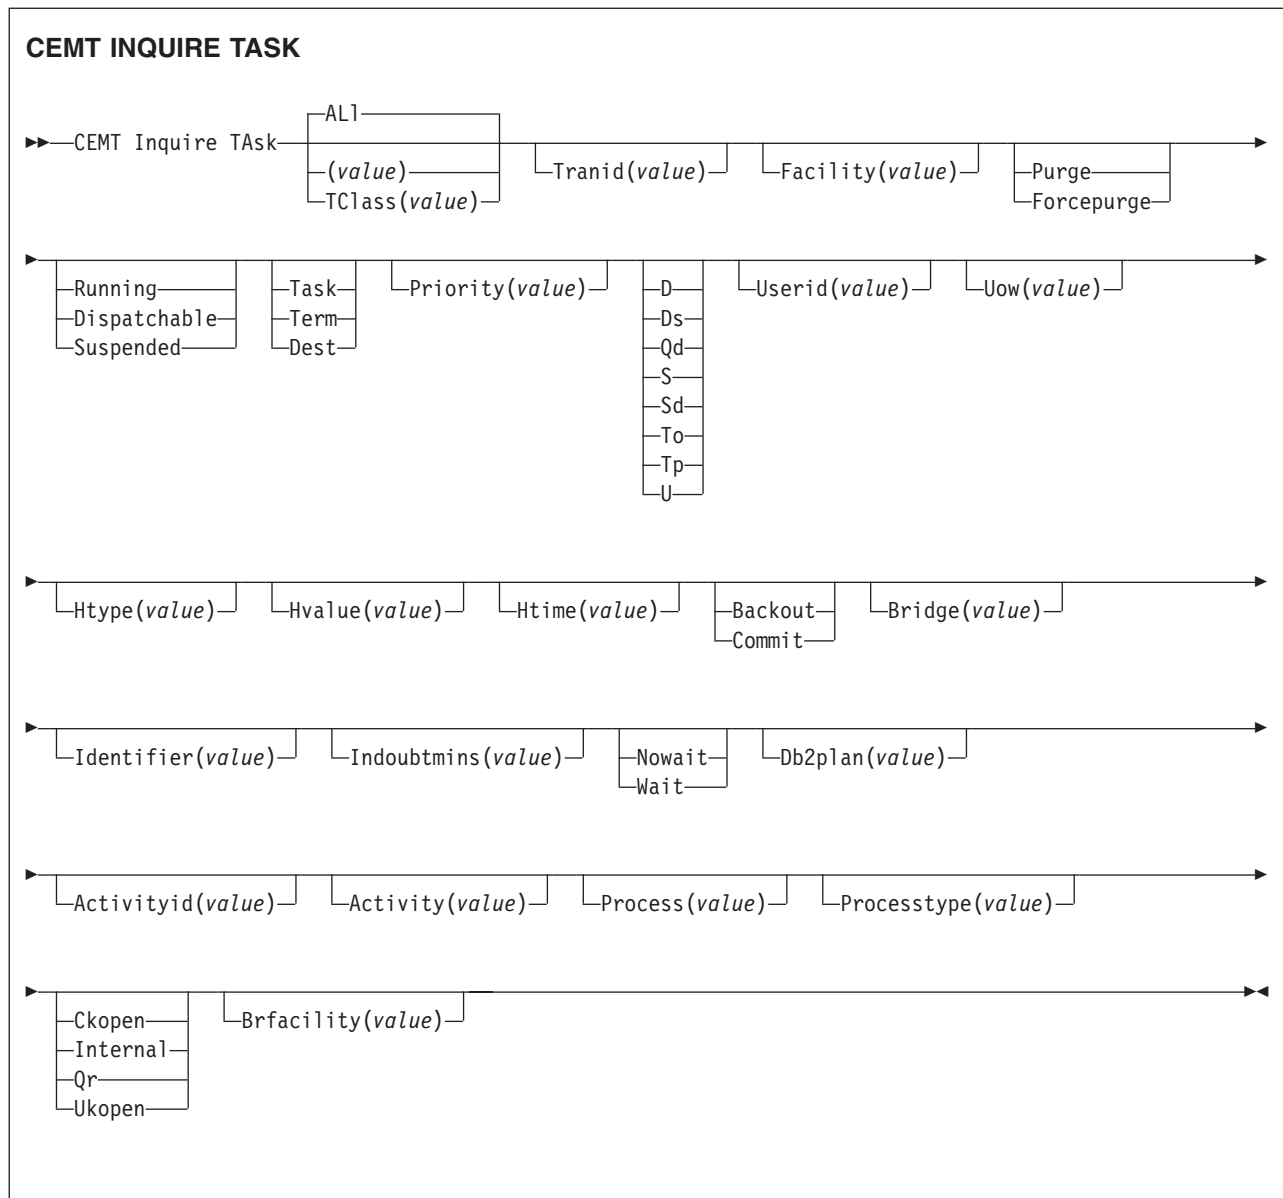 CEMT INQUIRE TASK
ALl
CEMT Inquire TAsk
(value) Tranid(value) Facility(value) Purge
TClass(value) Forcepurge
Running Task Priority(value) D Userid(value) Uow(value)
Dispatchable Term Ds
Suspended Dest Qd
S
Sd
To
Tp
U
Htype(value) Hvalue(value) Htime(value) Backout Bridge(value)
Commit
Identifier(value) Indoubtmins(value) Nowait Db2plan(value)
Wait
Activityid(value) Activity(value) Process(value) Processtype(value)
Ckopen Brfacility(value)
Internal
Qr
Ukopen